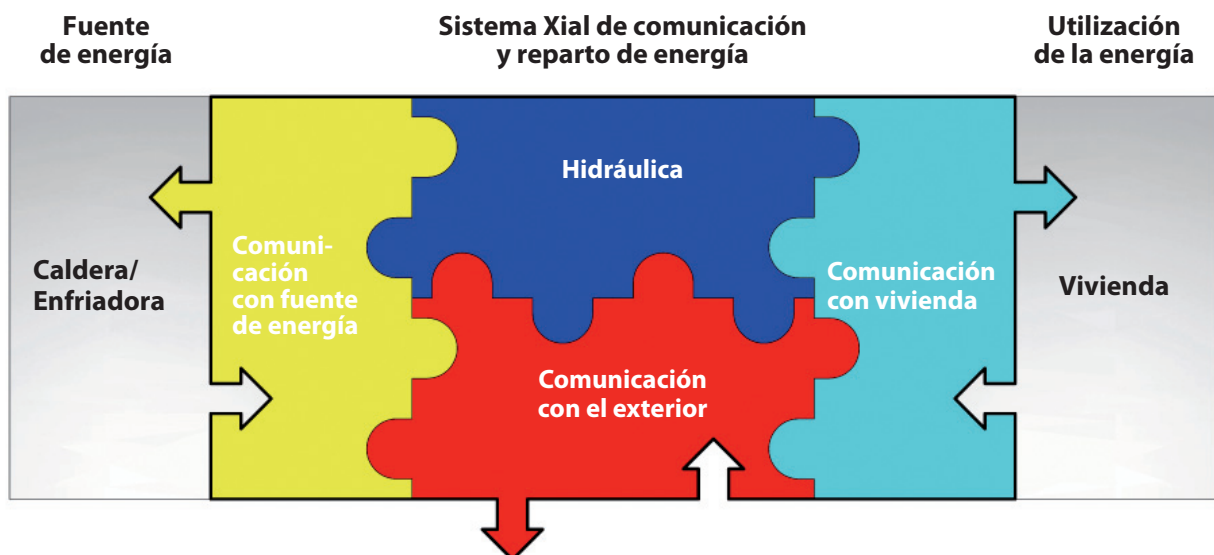 Fuente
de energía
Sistema Xial de comunicación
y reparto de energía
Utilización
de la energía
Hidráulica
Comuni-
cación
con fuente
de energía
Caldera/
Enfriadora
Comunicación
con vivienda
Vivienda
Comunicación
con el exterior